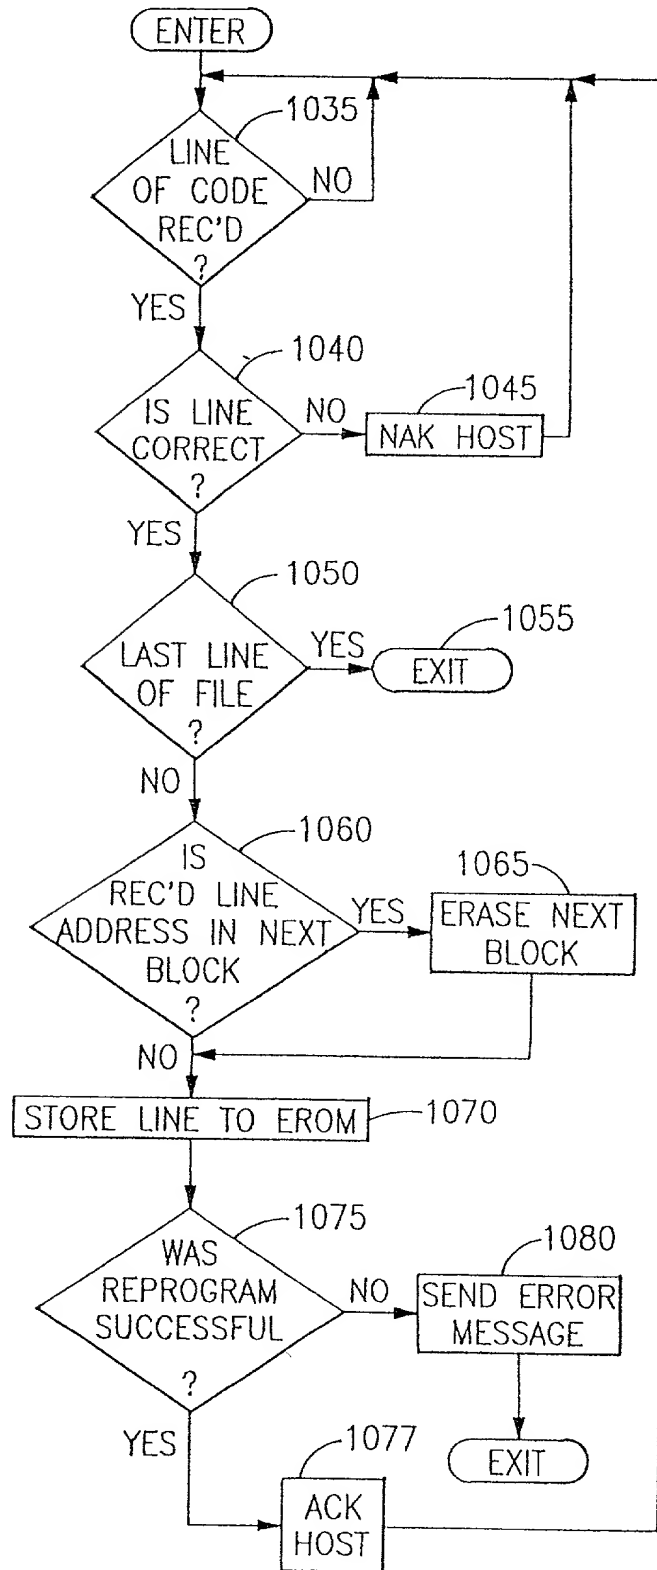 ENTER
1035
LINE
OF CODE
REC'D
?
NO
YES
1040
IS LINE
CORRECT
?
NO
1045
NAK HOST
YES
1050
LAST LINE
OF FILE
?
YES
1055
EXIT
NO
1060
IS
REC'D LINE
ADDRESS IN NEXT
BLOCK
?
YES
1065
ERASE NEXT
BLOCK
NO
STORE LINE TO EROM
1070
1075
WAS
REPROGRAM
SUCCESSFUL
?
NO
1080
SEND ERROR
MESSAGE
EXIT
YES
1077
ACK
HOST